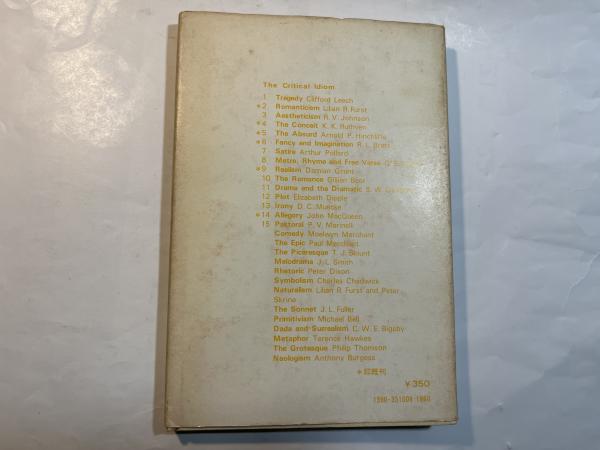 The Critical Idiom
1 Tragedy Clifford Leech
*2 Romanticism Lilian R. Furst
3 Aestheticism R. V. Johnson
*4 The Conceit K. K. Ruthven
*5 The Absurd Arnold P. Hinchliffe
*6 Fancy and Imagination R. L. Brett
7 Satire Arthur Pollard
8 Metre, Rhyme and Free Verse G. S.
*9 Realism Damian Grant
10 The Romance Gillian Beer
11 Drama and the Dramatic S. W.
12 Plot Elizabeth Dipple
13 Irony D. C. Muecke
*14 Allegory John MacQueen
15 Pastoral P. V. Marinelli
Comedy Moelwyn Merchant
The Epic Paul Merchant
The Picaresque T. J. Blount
Melodrama J. L. Smith
Rhetoric Peter Dixon
Symbolism Charles Chadwick
Naturalism Lilian R. Furst and Peter
Skrine
The Sonnet J. L. Fuller
Primitivism Michael Bell
Dada and Surrealism C. W. E. Bigsby
Metaphor Terence Hawkes
The Grotesque Philip Thomson
Neologism Anthony Burgess
*印既刊
¥350